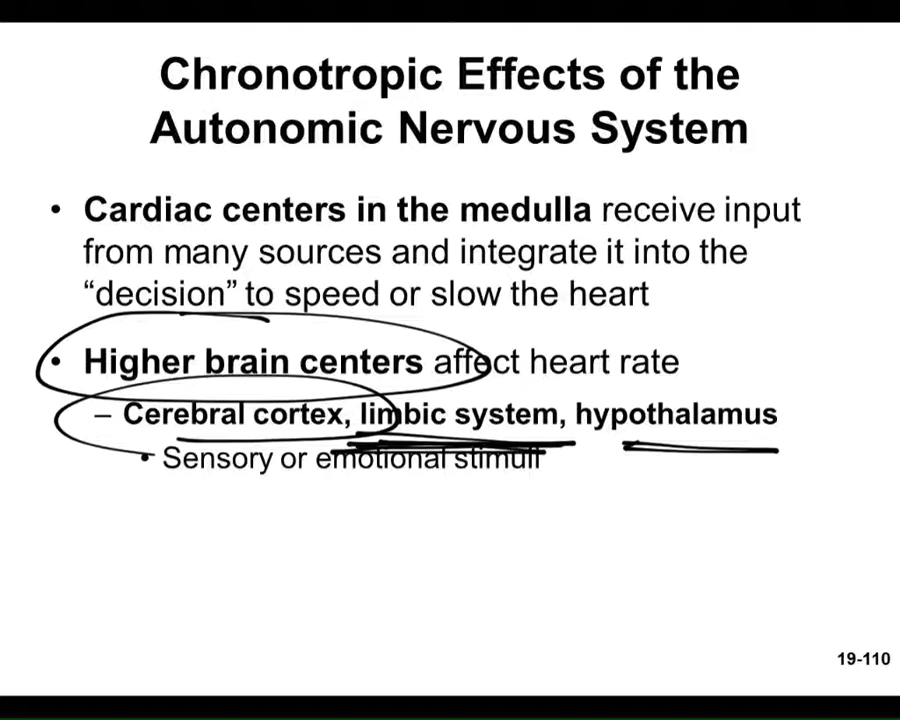 Chronotropic Effects of the
Autonomic Nervous System
• Cardiac centers in the medulla receive input
from many sources and integrate it into the
“decision” to speed or slow the heart
• Higher brain centers affect heart rate
– Cerebral cortex, limbic system, hypothalamus
• Sensory or emotional stimuli
19-110